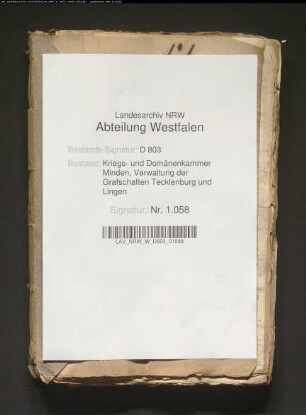 Landesarchiv NRW
Abteilung Westfalen
Bestands-Signatur: D 803
Bestand: Kriegs- und Domänenkammer
Minden, Verwaltung der
Grafschaften Tecklenburg und
Lingen
Signatur: Nr. 1.058
LAV_NRW_W_D803_01058